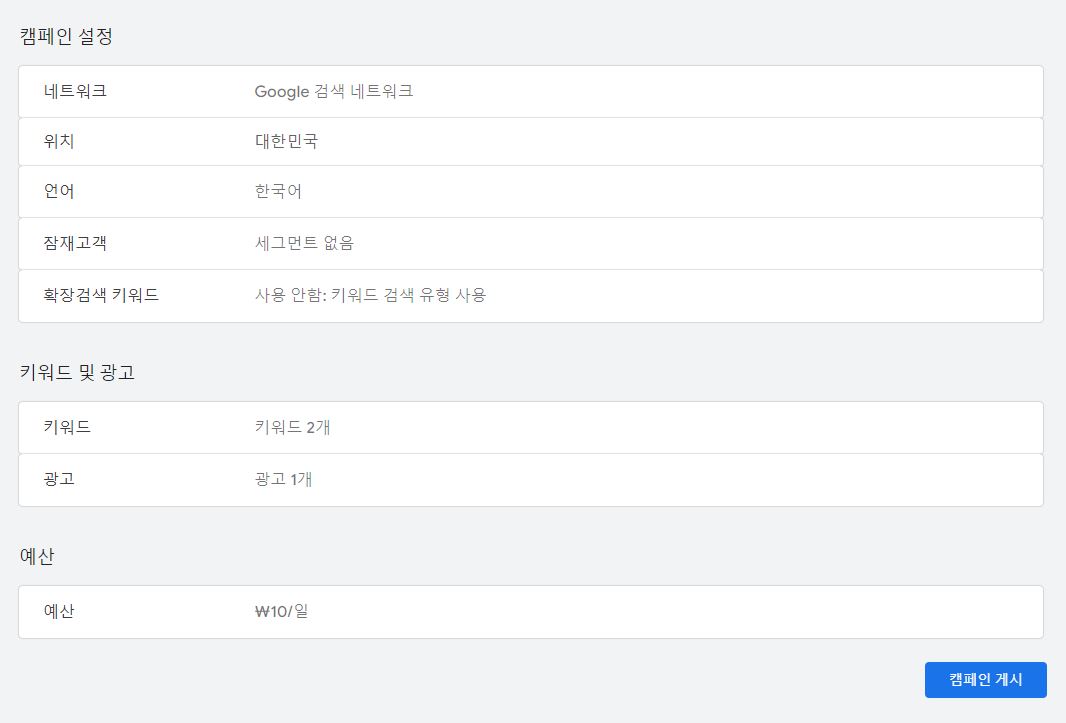 캠페인 설정
네트워크 Google 검색 네트워크
위치 대한민국
언어 한국어
잠재고객 세그먼트 없음
확장검색 키워드 사용 안함: 키워드 검색 유형 사용
키워드 및 광고
키워드 키워드 2개
광고 광고 1개
예산
예산 ₩10/일
캠페인 게시